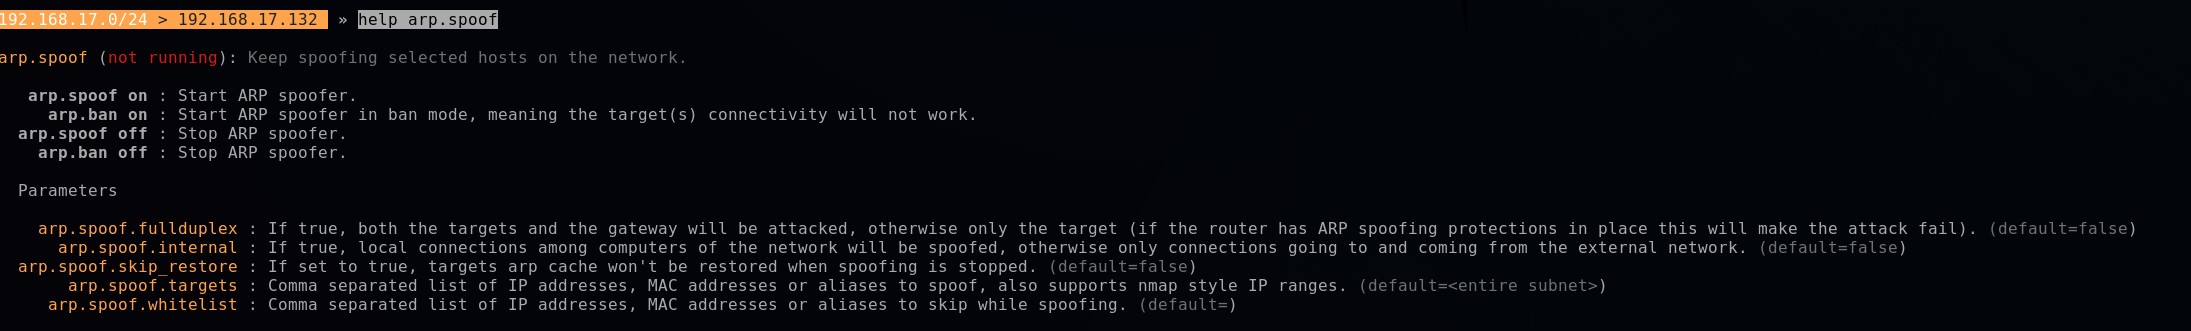 192.168.17.0/24 > 192.168.17.132 » help arp.spoof
arp.spoof (not running): Keep spoofing selected hosts on the network.
arp.spoof on : Start ARP spoofer.
arp.ban on : Start ARP spoofer in ban mode, meaning the target(s) connectivity will not work.
arp.spoof off : Stop ARP spoofer.
arp.ban off : Stop ARP spoofer.
Parameters
arp.spoof.fullduplex : If true, both the targets and the gateway will be attacked, otherwise only the target (if the router has ARP spoofing protections in place this will make the attack fail). (default=false)
arp.spoof.internal : If true, local connections among computers of the network will be spoofed, otherwise only connections going to and coming from the external network. (default=false)
arp.spoof.skip_restore : If set to true, targets arp cache won't be restored when spoofing is stopped. (default=false)
arp.spoof.targets : Comma separated list of IP addresses, MAC addresses or aliases to spoof, also supports nmap style IP ranges. (default=<entire subnet>)
arp.spoof.whitelist : Comma separated list of IP addresses, MAC addresses or aliases to skip while spoofing. (default=)